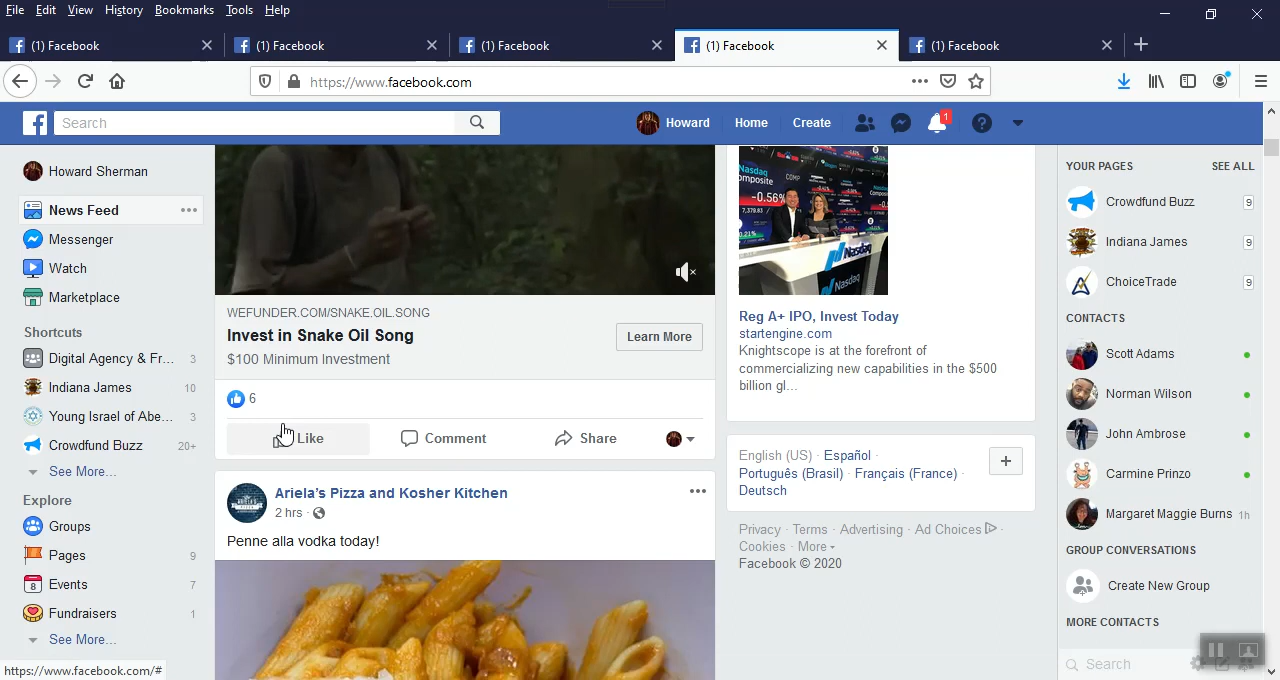 File Edit View History Bookmarks Tools Help
(1) Facebook
(1) Facebook
(1) Facebook
(1) Facebook
(1) Facebook
https://www.facebook.com
Search
Howard Home Create
1
Howard Sherman
News Feed
Messenger
Watch
Marketplace
Shortcuts
Digital Agency & Fr... 3
Indiana James 10
Young Israel of Abe... 3
Crowdfund Buzz 20+
See More...
Explore
Groups
Pages 9
Events 7
Fundraisers 1
See More...
https://www.facebook.com/#
WEFUNDER.COM/SNAKE.OIL.SONG
Invest in Snake Oil Song
$100 Minimum Investment
Learn More
6
Like Comment Share
Ariela's Pizza and Kosher Kitchen
2 hrs ·
Penne alla vodka today!
Nasdaq
Composite
-0.56%
COMP
Nasdaq
Nasdaq
Reg A+ IPO, Invest Today
startengine.com
Knightscope is at the forefront of
commercializing new capabilities in the $500
billion gl...
English (US) · Español ·
Português (Brasil) · Français (France) ·
Deutsch
Privacy · Terms · Advertising · Ad Choices ·
Cookies · More
Facebook © 2020
YOUR PAGES SEE ALL
Crowdfund Buzz 9
Indiana James 9
ChoiceTrade 9
CONTACTS
Scott Adams
Norman Wilson
John Ambrose
Carmine Prinzo
Margaret Maggie Burns 1h
GROUP CONVERSATIONS
Create New Group
MORE CONTACTS
Search